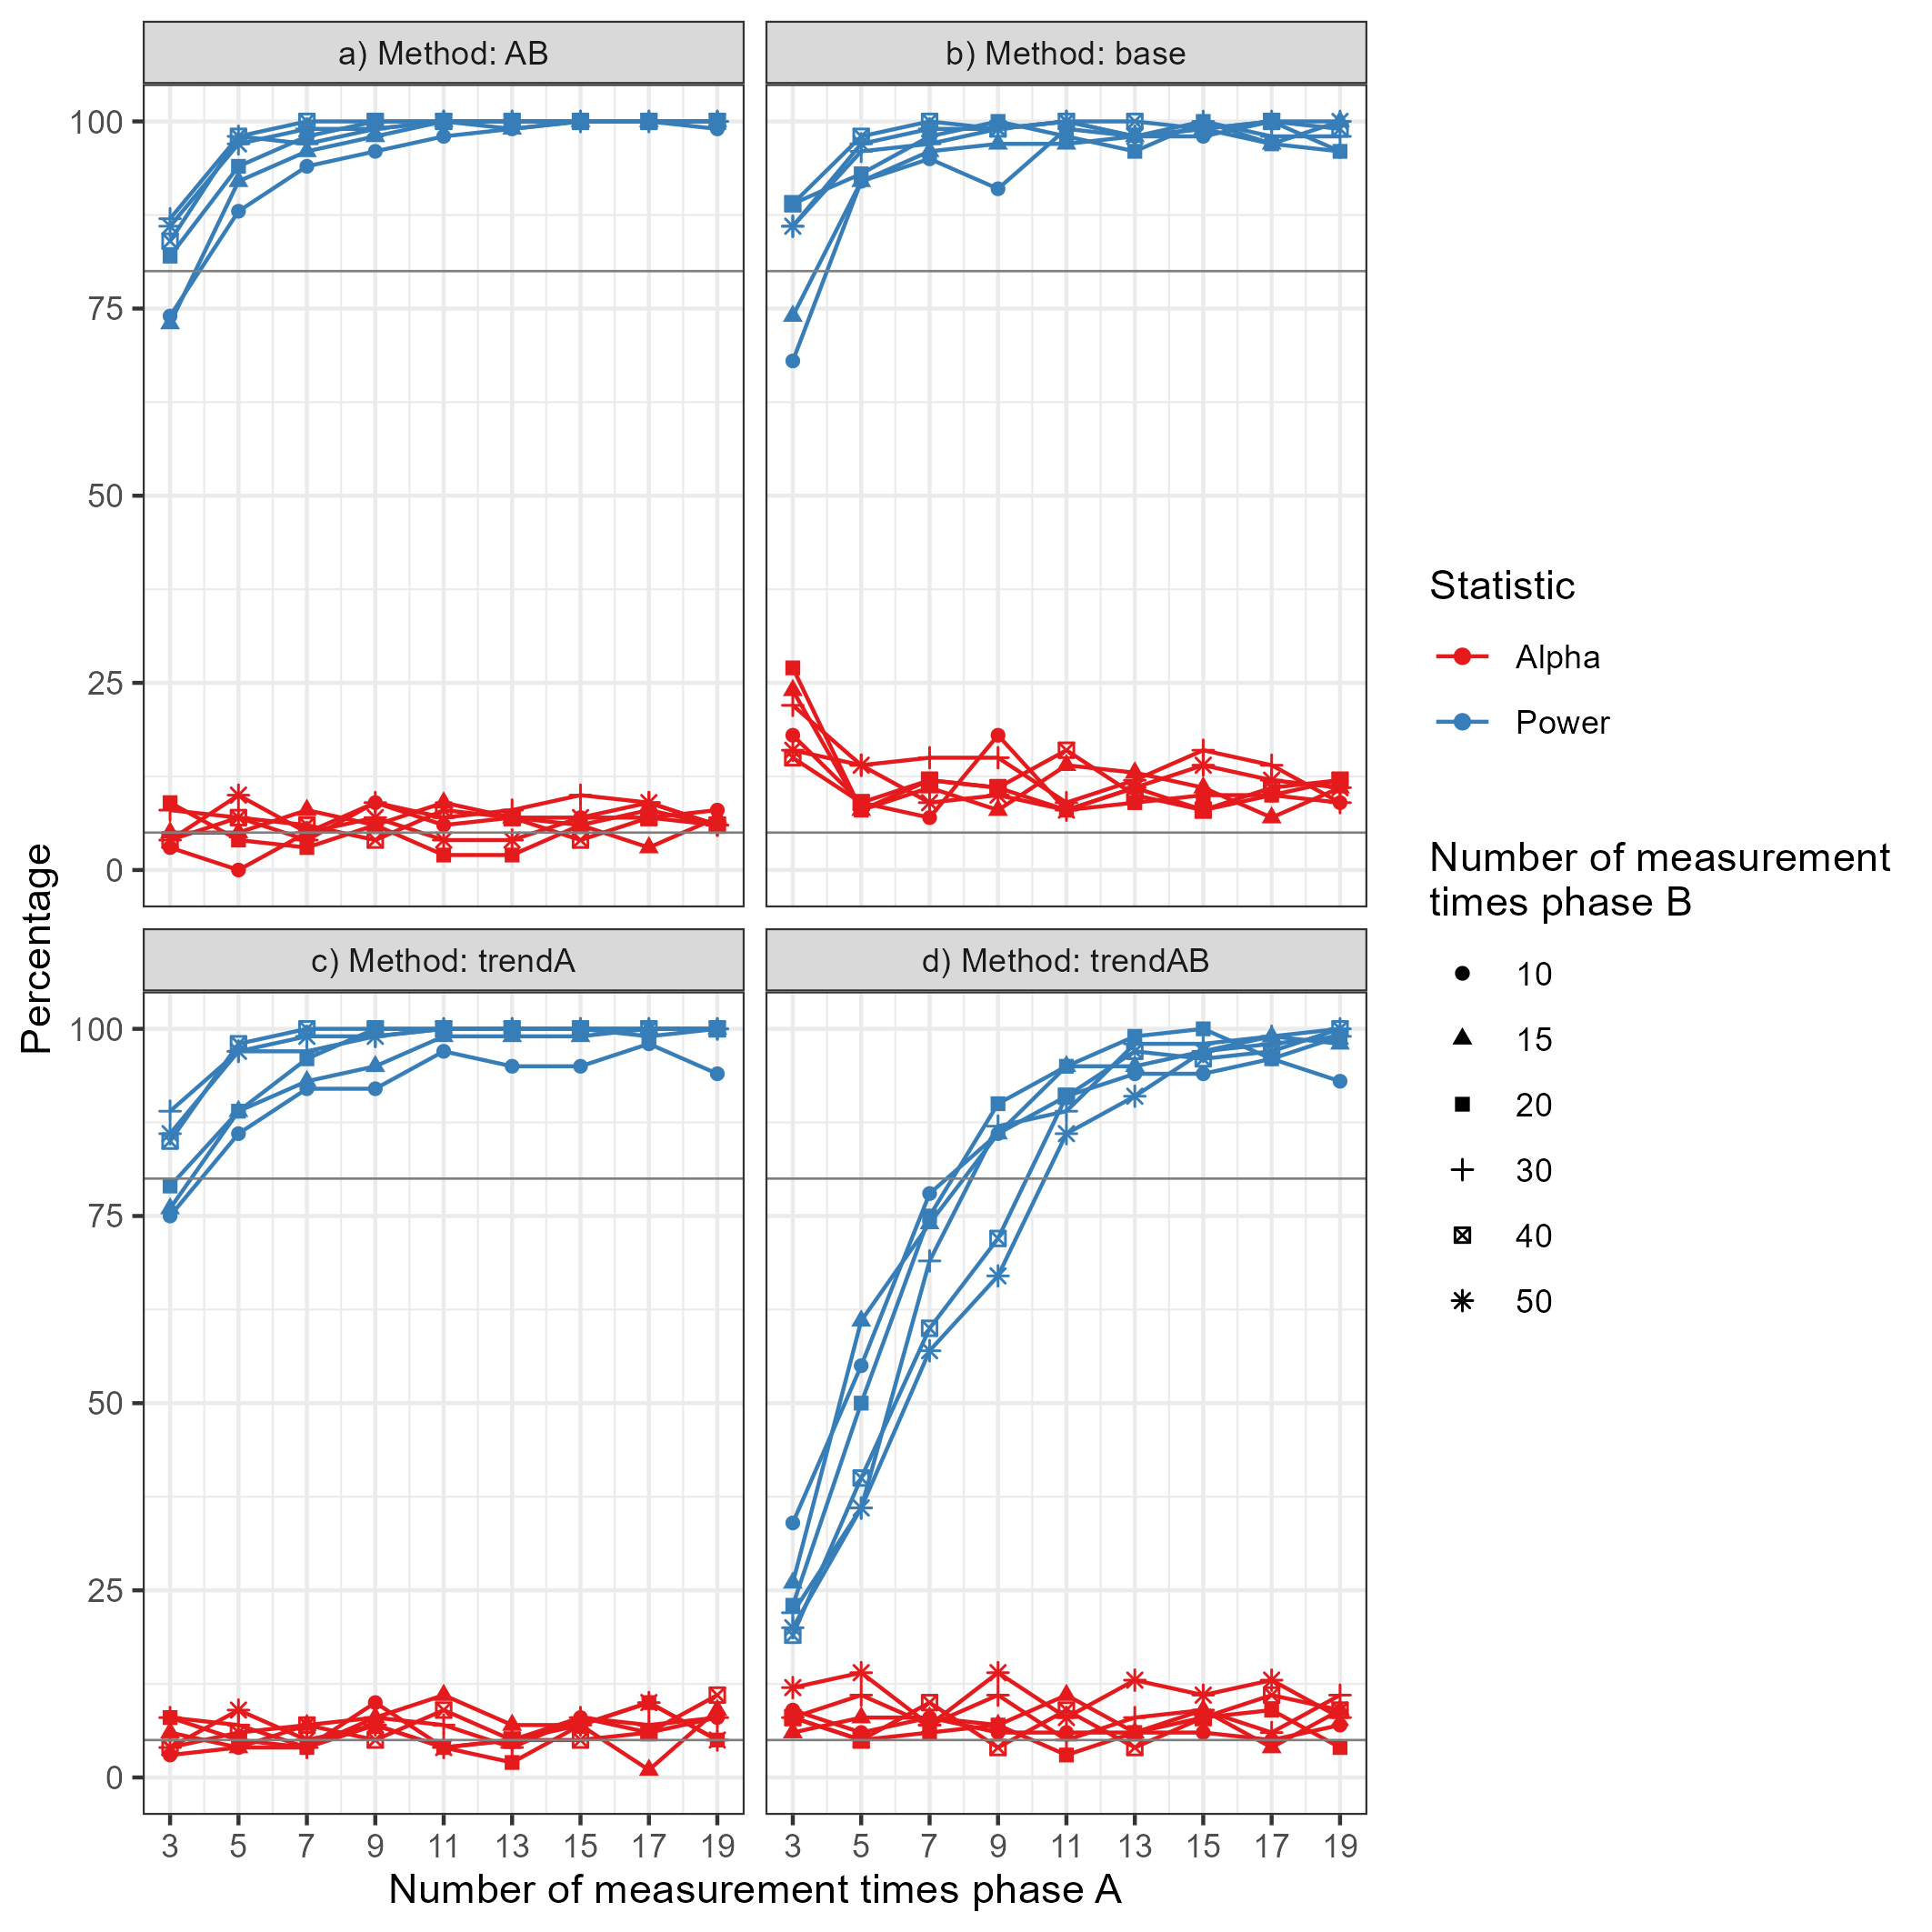 a) Method: AB
b) Method: base
100
75
50
25
0
c) Method: trendA
d) Method: trendAB
100
75
50
25
0
3 5 7 9 11 13 15 17 19
3 5 7 9 11 13 15 17 19
Number of measurement times phase A
Percentage
Statistic
Alpha
Power
Number of measurement
times phase B
10
15
20
30
40
50